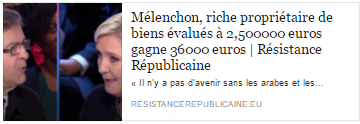 Mélenchon, riche propriétaire de
biens évalués à 2,500000 euros
gagne 36000 euros | Résistance
Républicaine
« Il n'y a pas d'avenir sans les arabes et les...
RESISTANCEREPUBLICAINE.EU